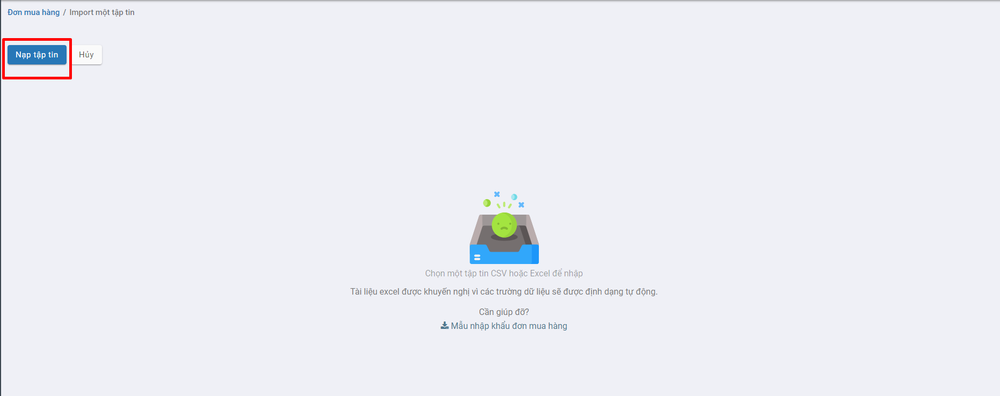 Đơn mua hàng / Import một tập tin
Nạp tập tin Hủy
Chọn một tập tin CSV hoặc Excel để nhập
Tài liệu excel được khuyến nghị vì các trường dữ liệu sẽ được định dạng tự động.
Cần giúp đỡ?
Mẫu nhập khẩu đơn mua hàng